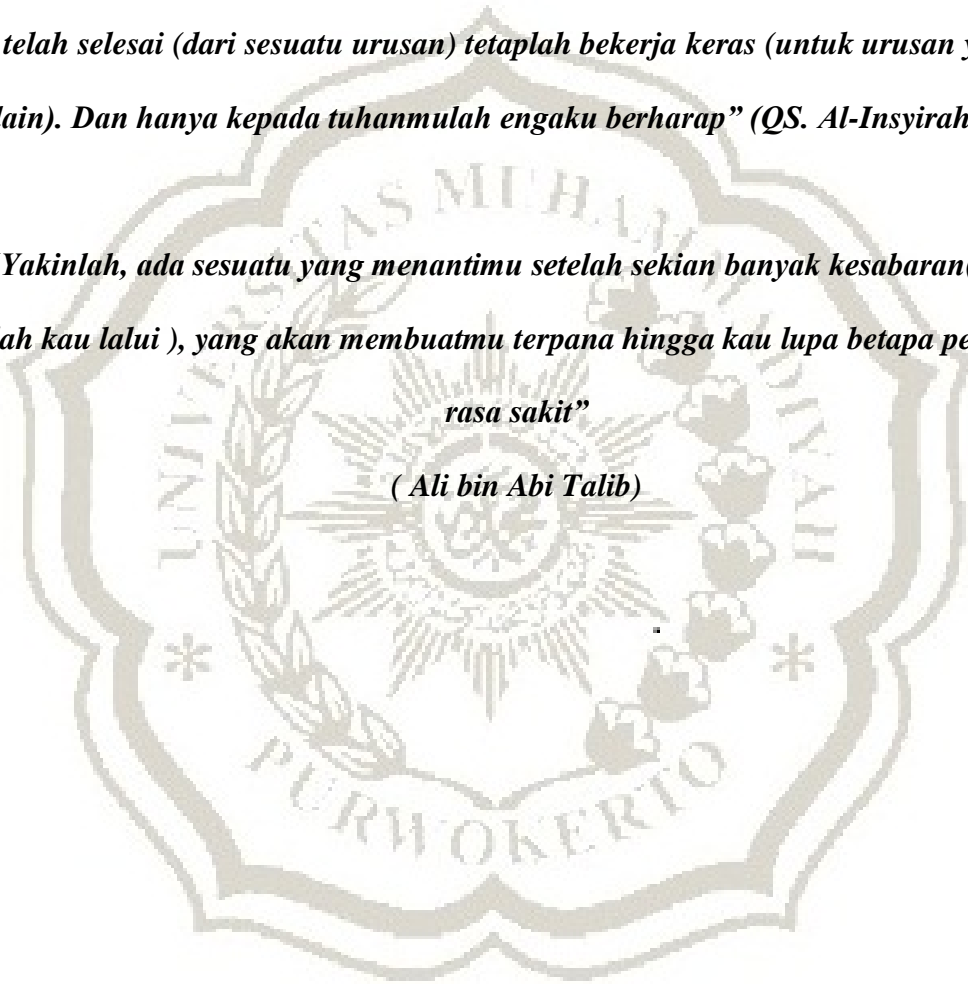 telah selesai (dari sesuatu urusan) tetaplah bekerja keras (untuk urusan
lain). Dan hanya kepada tuhanmulah engaku berharap” (QS. Al-Insyirah
Yakinlah, ada sesuatu yang menantimu setelah sekian banyak kesabaran(
ah kau lalui ), yang akan membuatmu terpana hingga kau lupa betapa pe
rasa sakit”
( Ali bin Abi Talib)
UNIVERSITAS MUHAMMADIYAH
PURWOKERTO